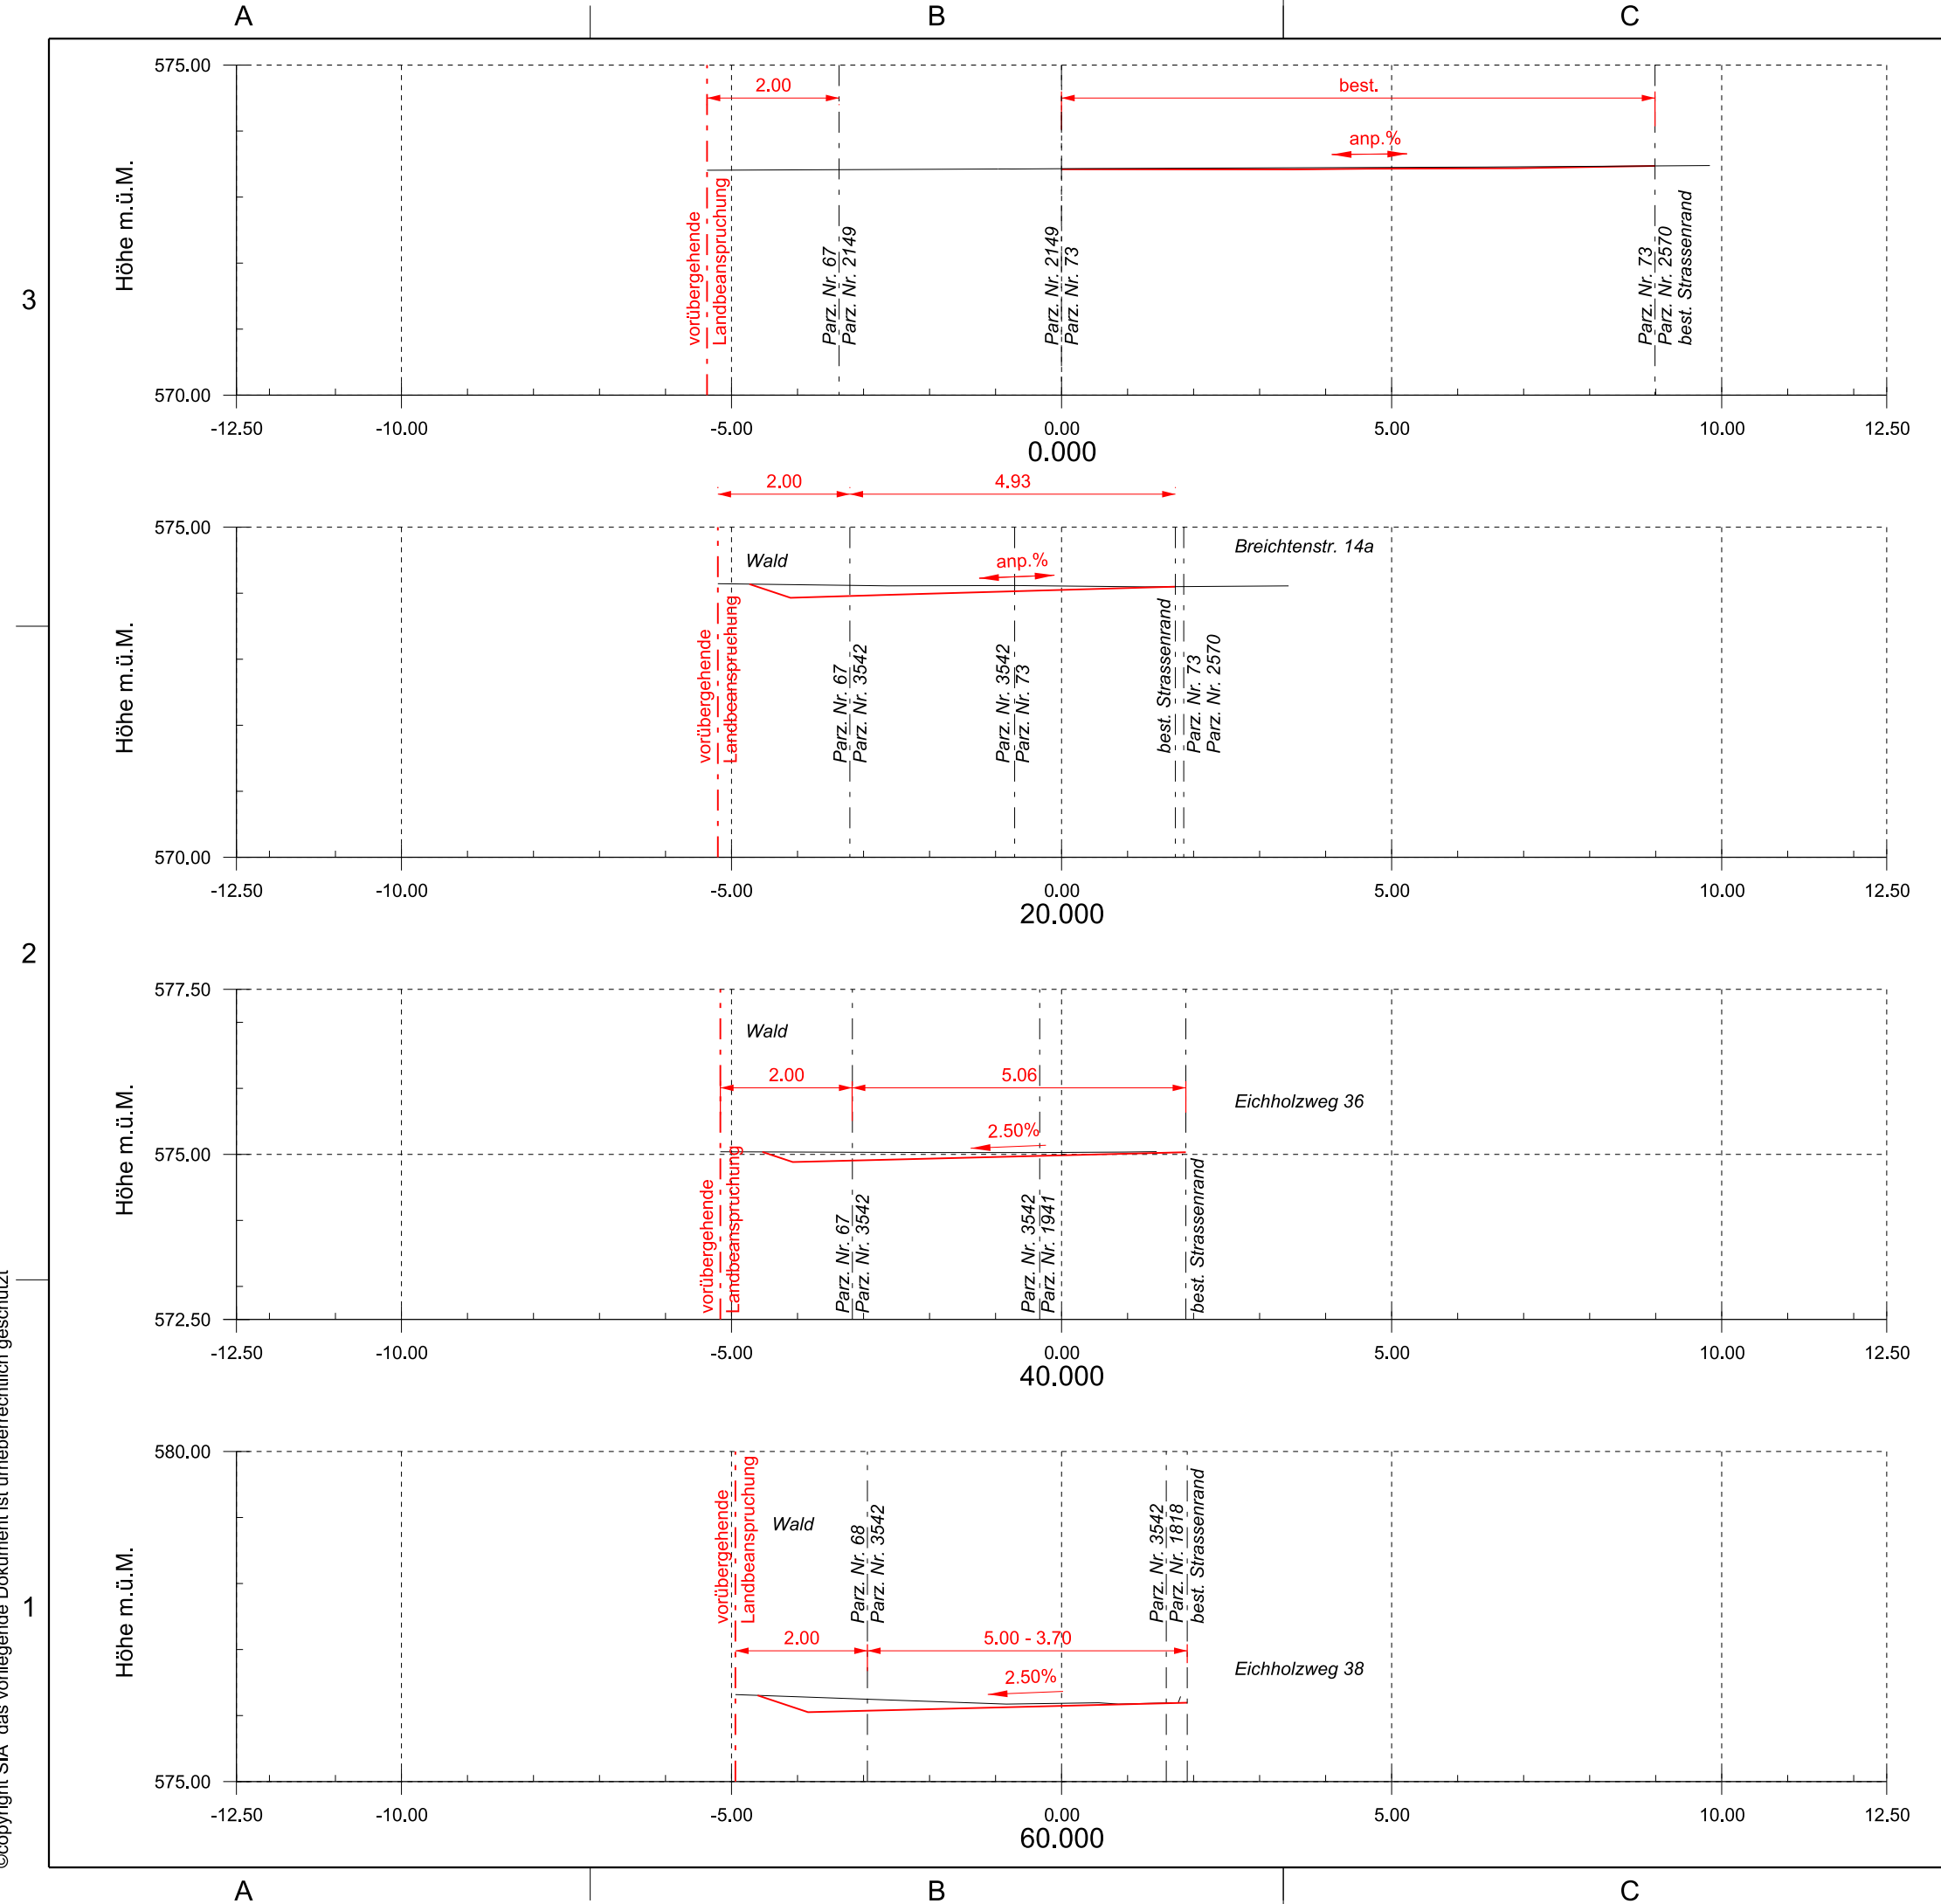 A
B
C
575.00
2.00
best.
anp.%
Höhe m.ü.M.
vorübergehende
Landbeanspruchung
Parz. Nr. 67
Parz. Nr. 2149
Parz. Nr. 2149
Parz. Nr. 73
Parz. Nr. 73
Parz. Nr. 2570
best. Strassenrand
3
570.00
-12.50
-10.00
-5.00
0.00
5.00
10.00
12.50
0.000
2.00
4.93
575.00
Wald
anp.%
Breichtenstr. 14a
Höhe m.ü.M.
vorübergehende
Landbeanspruchung
Parz. Nr. 67
Parz. Nr. 3542
Parz. Nr. 3542
Parz. Nr. 73
best. Strassenrand
Parz. Nr. 73
Parz. Nr. 2570
570.00
-12.50
-10.00
-5.00
0.00
5.00
10.00
12.50
20.000
2
577.50
Wald
2.00
5.06
Eichholzweg 36
2.50%
575.00
Höhe m.ü.M.
vorübergehende
Landbeanspruchung
Parz. Nr. 67
Parz. Nr. 3542
Parz. Nr. 3542
Parz. Nr. 1941
best. Strassenrand
572.50
-12.50
-10.00
-5.00
0.00
5.00
10.00
12.50
40.000
580.00
vorübergehende
Landbeanspruchung
Wald
Parz. Nr. 68
Parz. Nr. 3542
Parz. Nr. 3542
Parz. Nr. 1818
best. Strassenrand
Höhe m.ü.M.
1
2.00
5.00 - 3.70
2.50%
Eichholzweg 38
575.00
-12.50
-10.00
-5.00
0.00
5.00
10.00
12.50
60.000
©copyright SIA das vorliegende Dokument ist urheberrechtlich geschützt
A
B
C